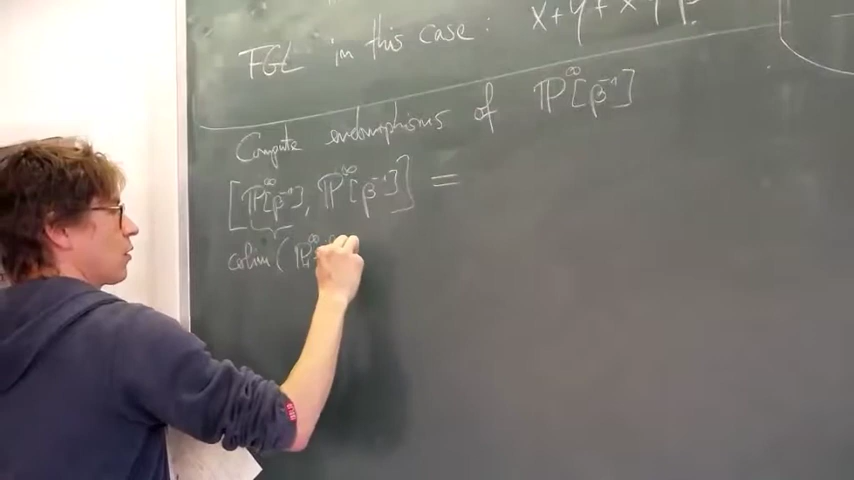 FGL in this case: x+y+xyβ.
Compute endomorphisms of ℙ^∞[β^-1]
[ℙ^∞[β^-1], ℙ^∞[β^-1]] =
colim (ℙ^∞